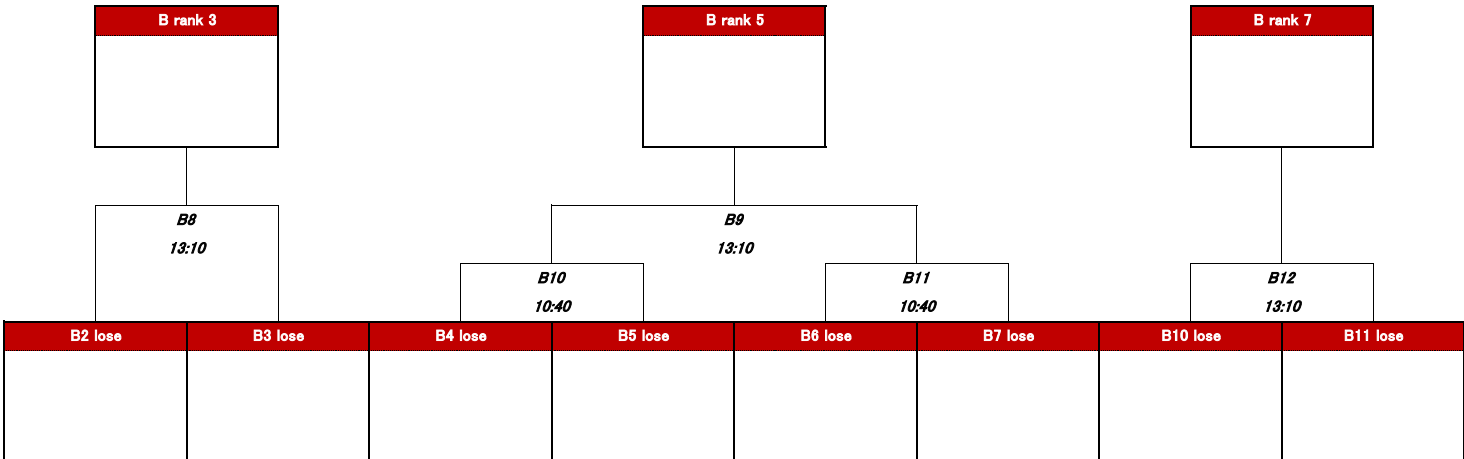 B rank 3
B rank 5
B rank 7
B8
13:10
B9
13:10
B10
10:40
B11
10:40
B12
13:10
B2 lose
B3 lose
B4 lose
B5 lose
B6 lose
B7 lose
B10 lose
B11 lose